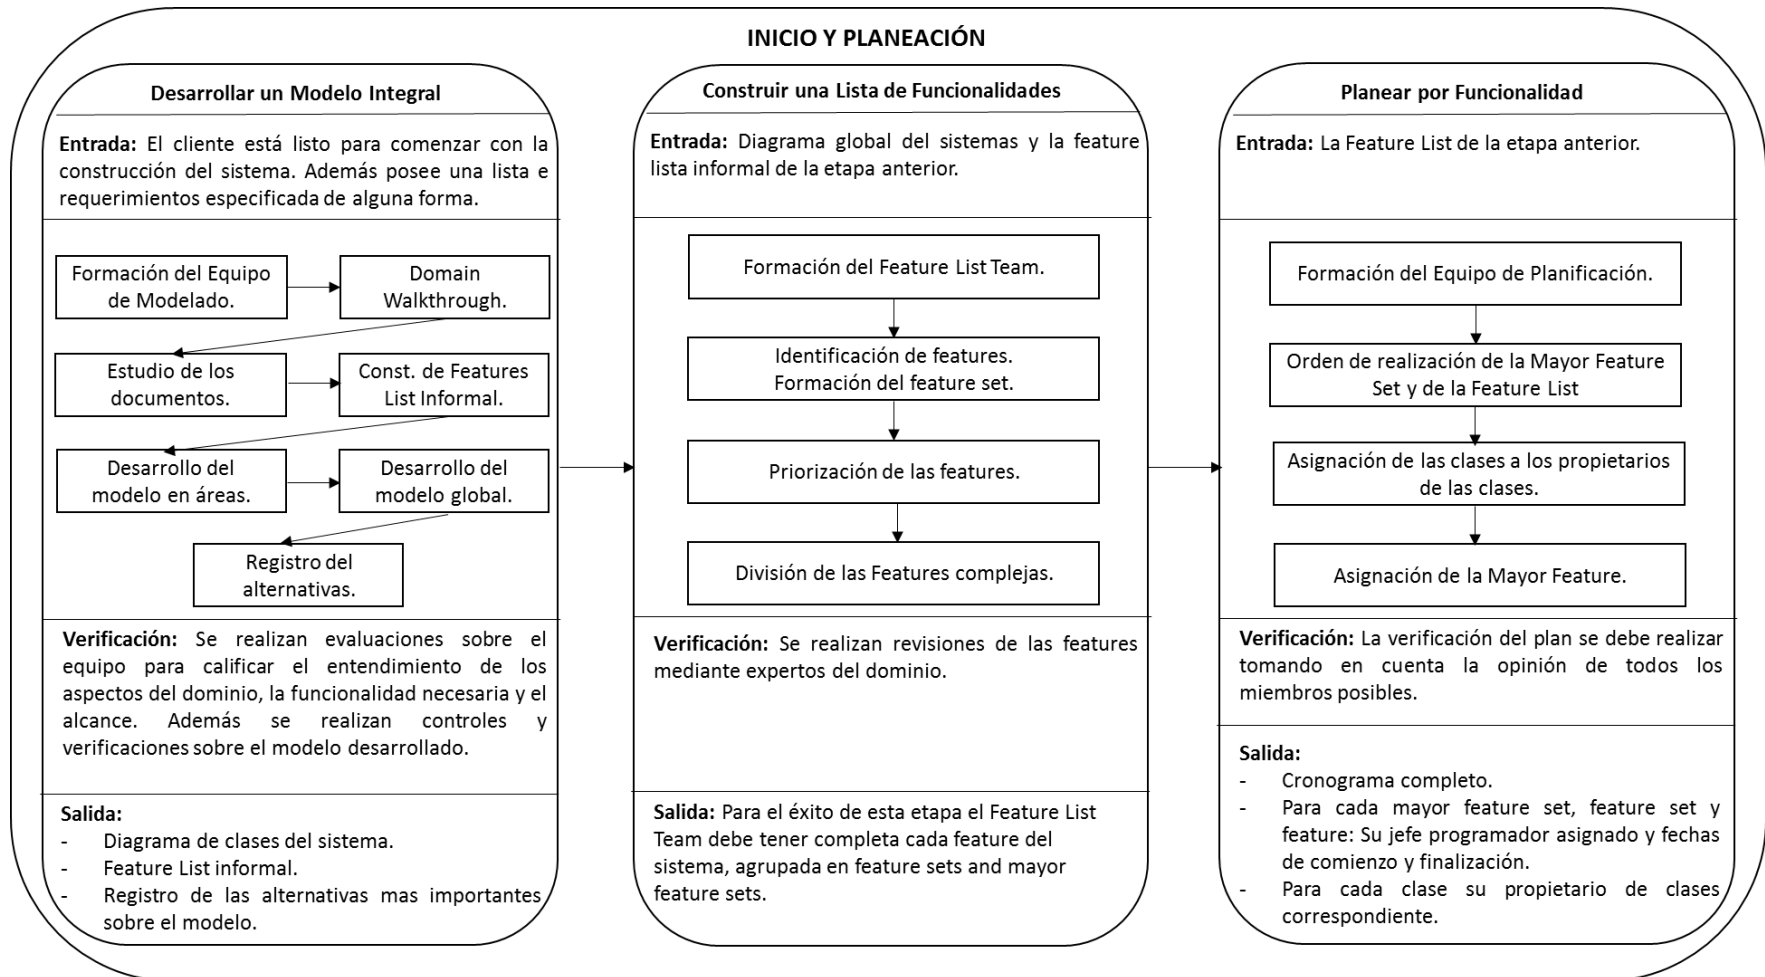 INICIO Y PLANEACIÓN
Desarrollar un Modelo Integral
Entrada: El cliente está listo para comenzar con la
construcción del sistema. Además posee una lista e
requerimientos especificada de alguna forma.
Formación del Equipo
de Modelado.
Domain
Walkthrough.
Estudio de los
documentos.
Const. de Features
List Informal.
Desarrollo del
modelo en áreas.
Desarrollo del
modelo global.
Registro del
alternativas.
Verificación: Se realizan evaluaciones sobre el
equipo para calificar el entendimiento de los
aspectos del dominio, la funcionalidad necesaria y el
alcance. Además se realizan controles y
verificaciones sobre el modelo desarrollado.
Salida:
- Diagrama de clases del sistema.
- Feature List informal.
- Registro de las alternativas mas importantes
sobre el modelo.
Construir una Lista de Funcionalidades
Entrada: Diagrama global del sistemas y la feature
lista informal de la etapa anterior.
Formación del Feature List Team.
Identificación de features.
Formación del feature set.
Priorización de las features.
División de las Features complejas.
Verificación: Se realizan revisiones de las features
mediante expertos del dominio.
Salida: Para el éxito de esta etapa el Feature List
Team debe tener completa cada feature del
sistema, agrupada en feature sets and mayor
feature sets.
Planear por Funcionalidad
Entrada: La Feature List de la etapa anterior.
Formación del Equipo de Planificación.
Orden de realización de la Mayor Feature
Set y de la Feature List
Asignación de las clases a los propietarios
de las clases.
Asignación de la Mayor Feature.
Verificación: La verificación del plan se debe realizar
tomando en cuenta la opinión de todos los
miembros posibles.
Salida:
- Cronograma completo.
- Para cada mayor feature set, feature set y
feature: Su jefe programador asignado y fechas
de comienzo y finalización.
- Para cada clase su propietario de clases
correspondiente.